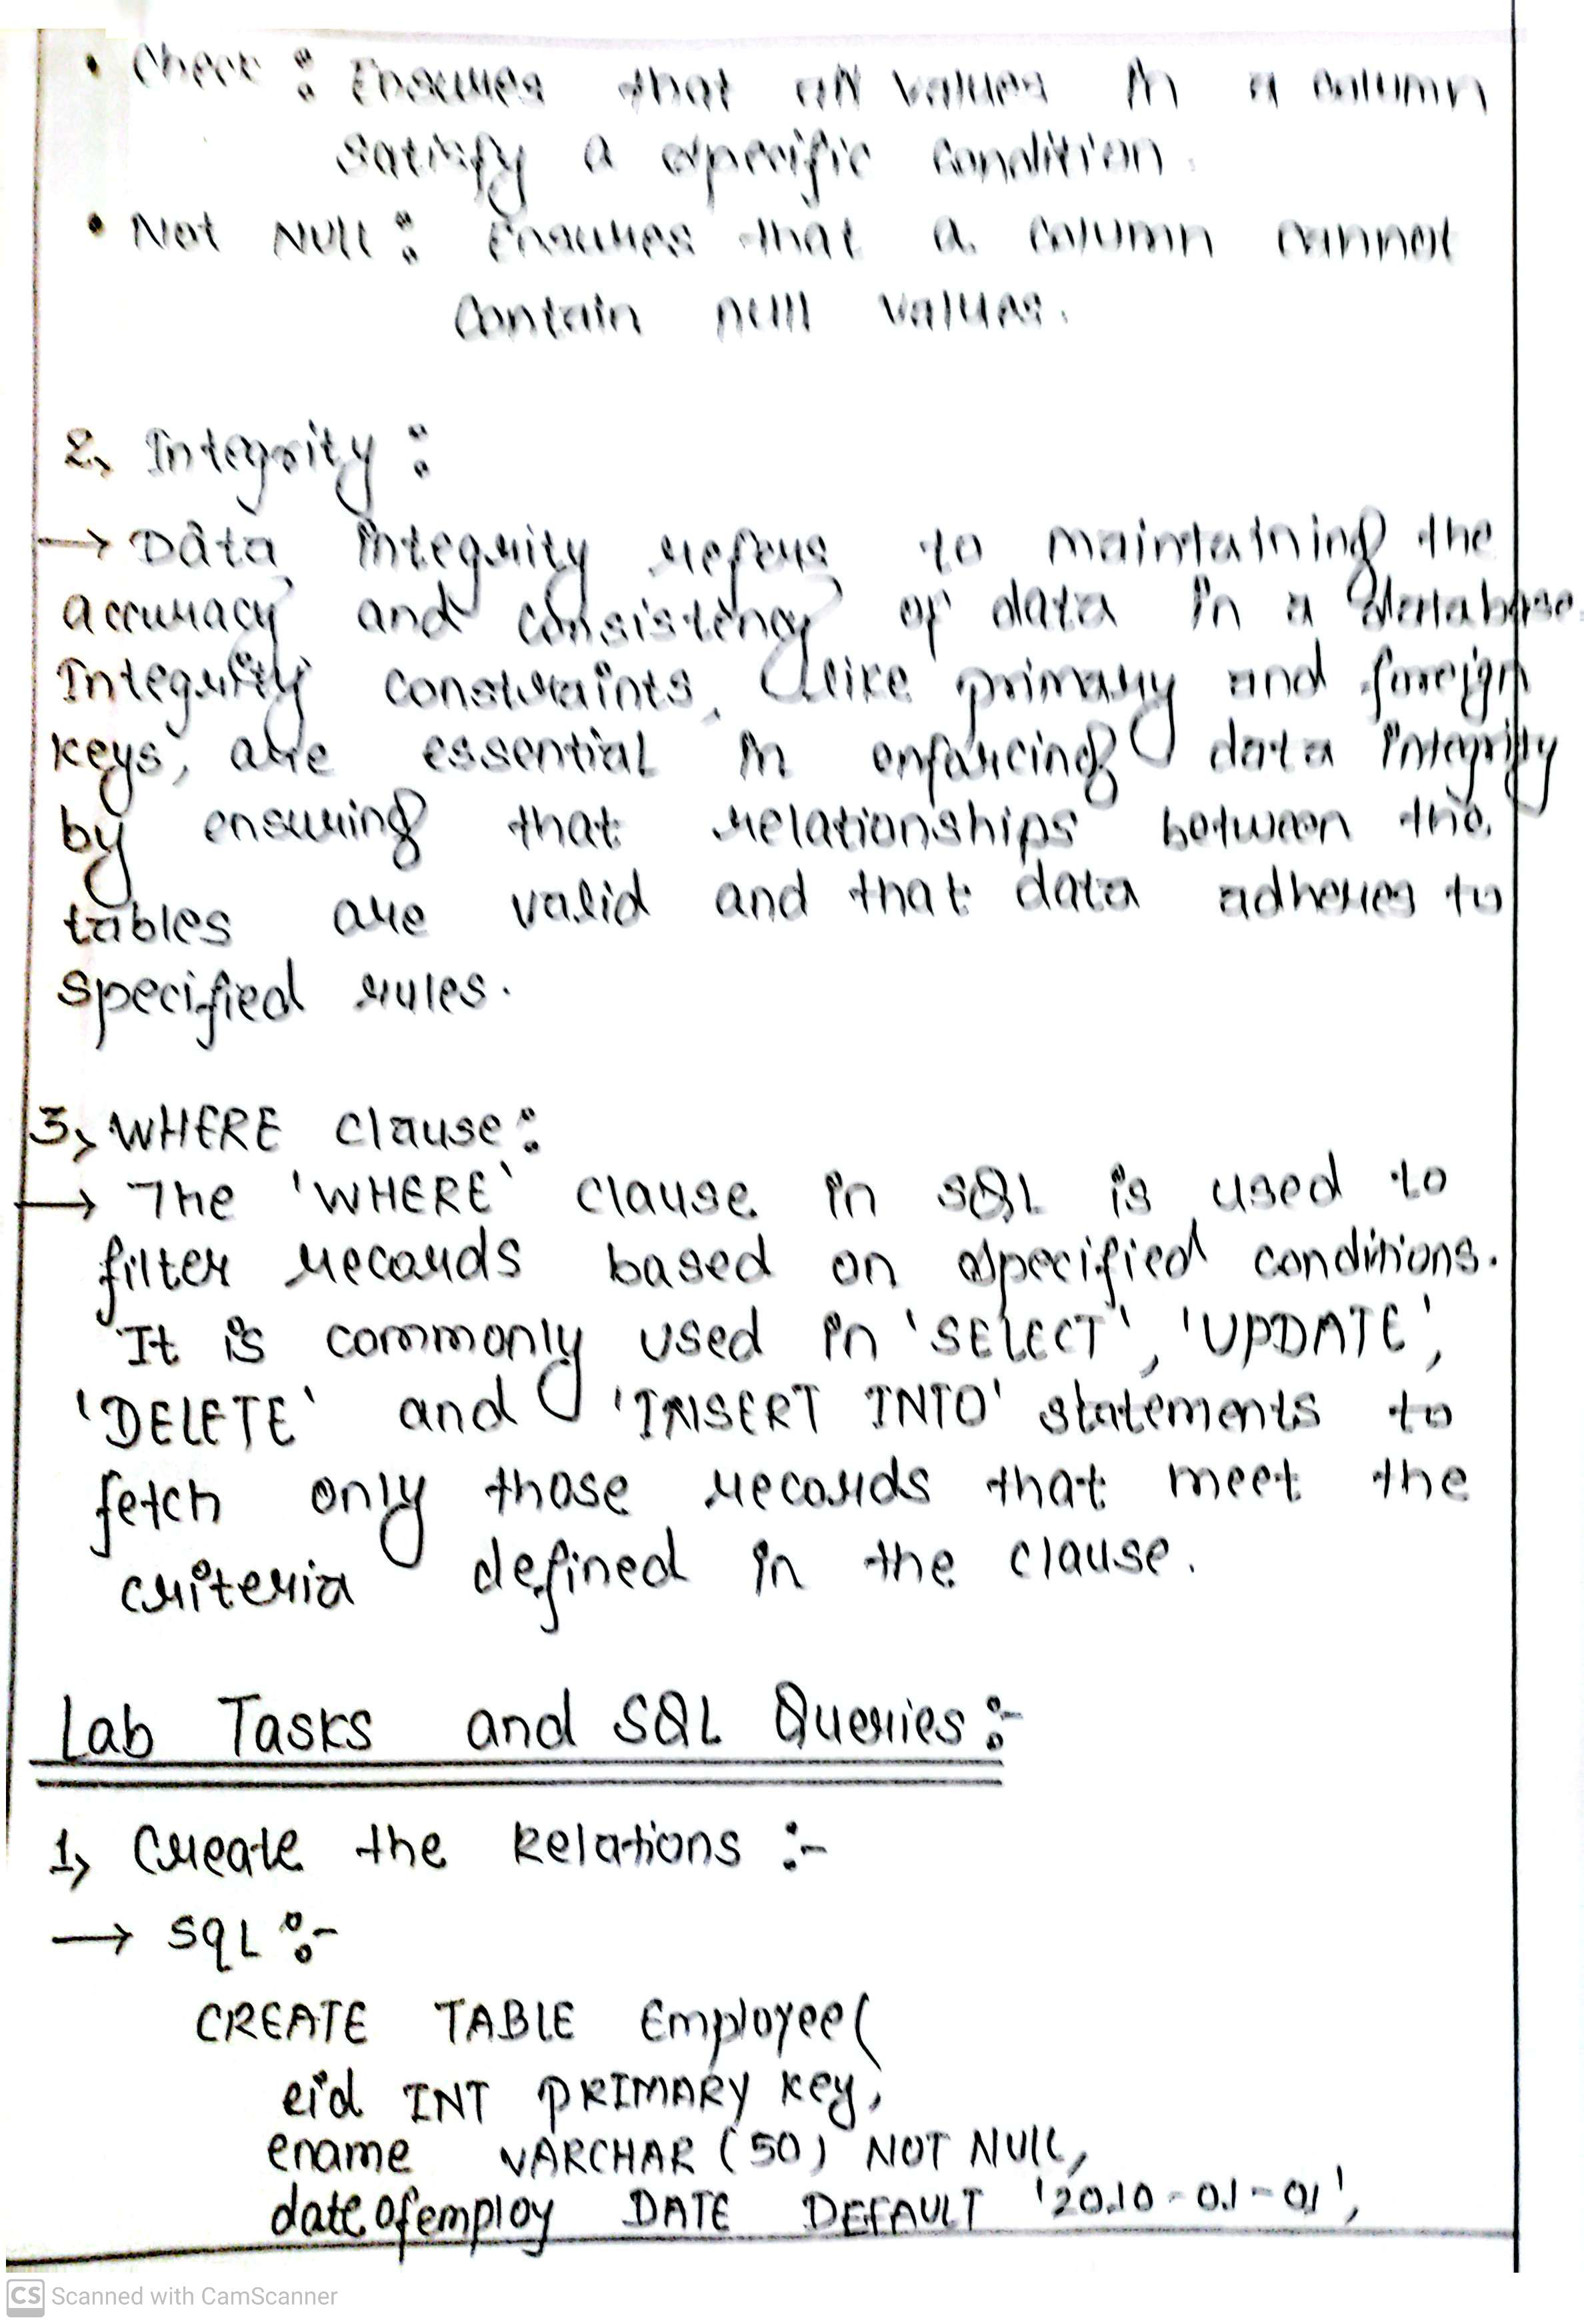 • Check : Ensures that all values in a column
satisfy a specific condition.
• Not Null : Ensures that a column cannot
contain null values.
2, Integrity :
→ Data integrity refers to maintaining the
accuracy and consistency of data in a database.
Integrity constraints, like primary and foreign
keys, are essential in enforcing data integrity
by ensuring that relationships between the
tables are valid and that data adheres to
specified rules.
3, WHERE clause :
→ The 'WHERE' clause in SQL is used to
filter records based on specified conditions.
It is commonly used in 'SELECT', 'UPDATE',
'DELETE' and 'INSERT INTO' statements to
fetch only those records that meet the
criteria defined in the clause.
Lab Tasks and SQL Queries :-
1, Create the Relations :-
→ SQL :-
CREATE TABLE Employee(
eid INT PRIMARY Key,
ename VARCHAR (50) NOT NULL,
dateofemploy DATE DEFAULT '2010-01-01',
CS Scanned with CamScanner